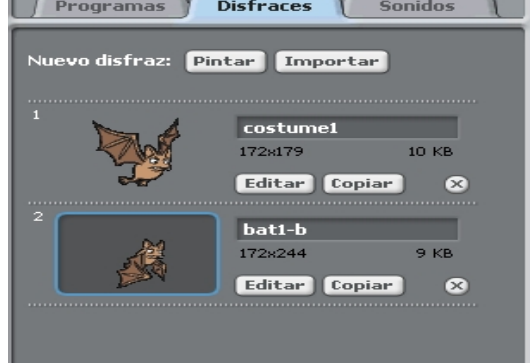 Programas Disfraces Sonidos
Nuevo disfraz: Pintar Importar
1
costume1
172x179 10 KB
Editar Copiar
2
bat1-b
172x244 9 KB
Editar Copiar